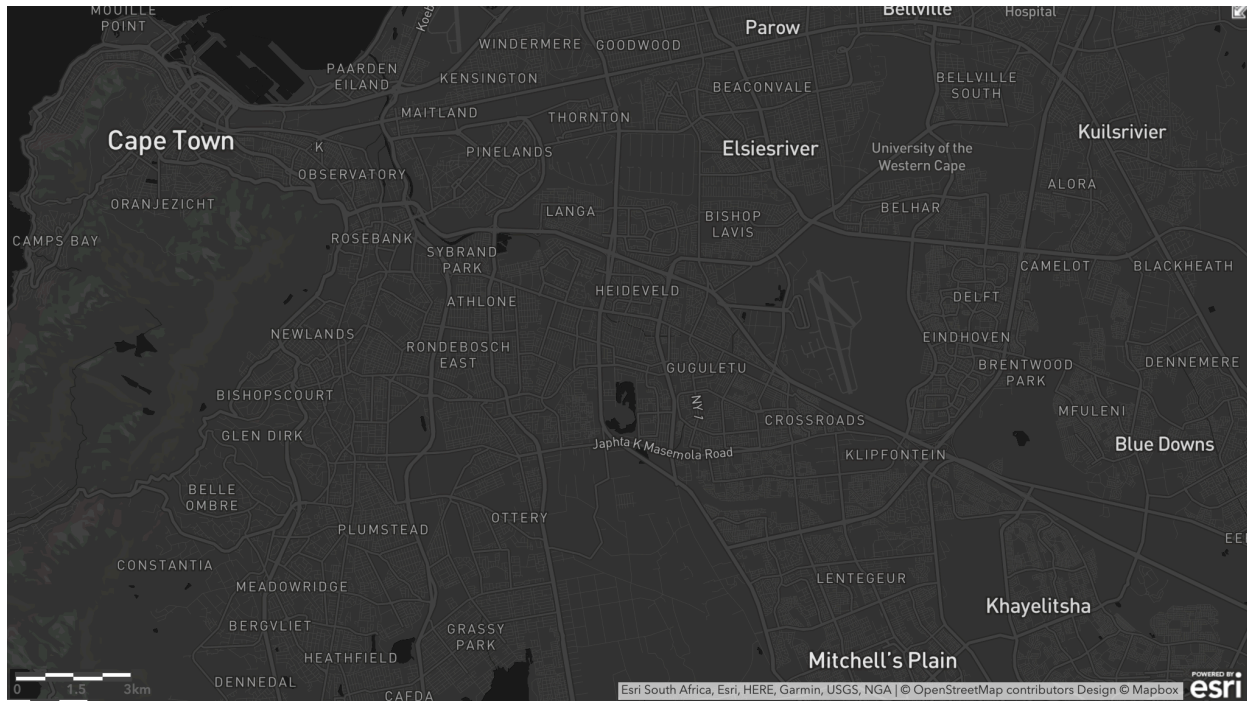 MOUILLE
POINT
Koeb
Bellville
Hospital
Parow
WINDERMERE
GOODWOOD
PAARDEN
EILAND
KENSINGTON
BEACONVALE
BELLVILLE
SOUTH
MAITLAND
THORNTON
Kuilsrivier
Cape Town
K
PINELANDS
Elsiesriver
University of the
Western Cape
OBSERVATORY
ALORA
ORANJEZICHT
LANGA
BISHOP
LAVIS
BELHAR
CAMPS BAY
ROSEBANK
SYBRAND
PARK
CAMELOT
BLACKHEATH
HEIDEVELD
ATHLONE
DELFT
NEWLANDS
EINDHOVEN
RONDEBOSCH
EAST
GUGULETU
BRENTWOOD
PARK
DENNEMERE
BISHOPSCOURT
NY 1
MFULENI
CROSSROADS
GLEN DIRK
Japhta K Masemola Road
KLIPFONTEIN
Blue Downs
BELLE
OMBRE
OTTERY
PLUMSTEAD
EE
CONSTANTIA
MEADOWRIDGE
LENTEGEUR
Khayelitsha
BERGVLIET
GRASSY
PARK
HEATHFIELD
Mitchell's Plain
DENNEDAL
CAFDA
0 1.5 3km
Esri South Africa, Esri, HERE, Garmin, USGS, NGA | © OpenStreetMap contributors Design © Mapbox
POWERED BY
esri